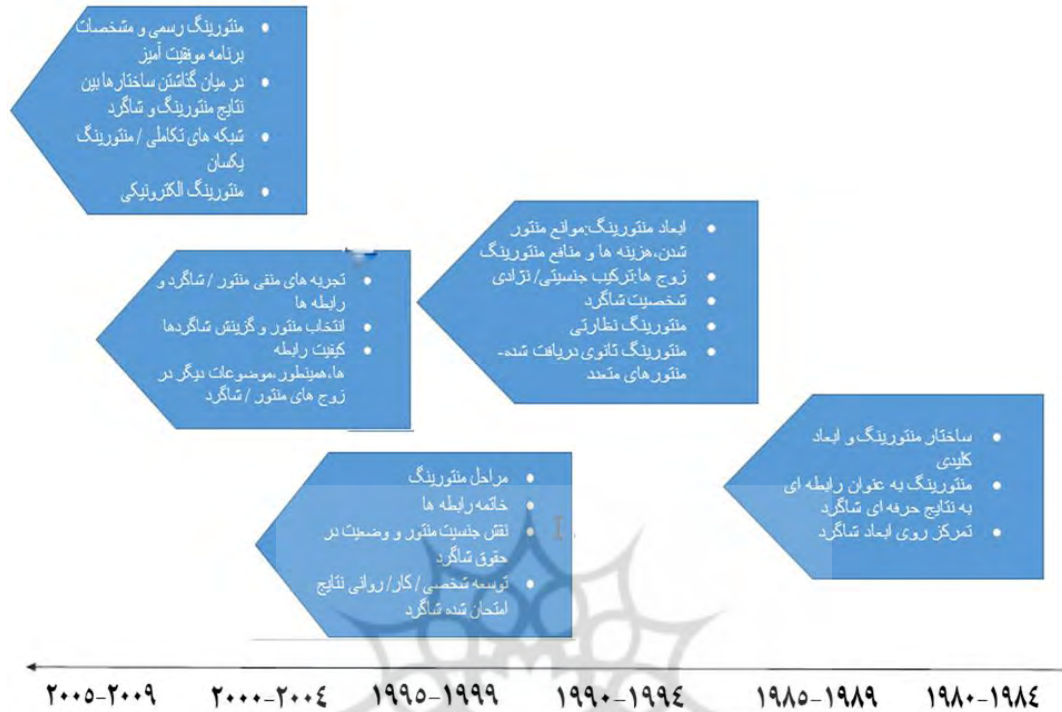 منتورینگ رسمی و مشخصات
برنامه موفقیت آمیز
در میان گذاشتن ساختارها بین
نتایج منتورینگ و شاگرد
شبکه های تکاملی / منتورینگ
یکسان
منتورینگ الکترونیکی
ابعاد منتورینگ:موانع منتور
شدن،هزینه ها و منافع منتورینگ
زوج ها:ترکیب جنسیتی/ نژادی
شخصیت شاگرد
منتورینگ نظارتی
منتورینگ ثانوی دریافت شده-
منتورهای متعدد
تجربه های منفی منتور / شاگرد و
رابطه ها
انتخاب منتور و گزینش شاگردها
کیفیت رابطه
ها،همینطور،موضوعات دیگر در
زوج های منتور / شاگرد
ساختار منتورینگ و ابعاد
کلیدی
منتورینگ به عنوان رابطه ای
به نتایج حرفه ای شاگرد
تمرکز روی ابعاد شاگرد
مراحل منتورینگ
خاتمه رابطه ها
نقش جنسیت منتور و وضعیت در
حقوق شاگرد
توسعه شخصی / کار/ روانی نتایج
امتحان شده شاگرد
۱۹۸۰-۱۹۸٤ ۱۹۸۵-۱۹۸۹ ۱۹۹۰-۱۹۹٤ ۱۹۹۵-۱۹۹۹ ۲۰۰۰-۲۰۰٤ ۲۰۰۵-۲۰۰۹